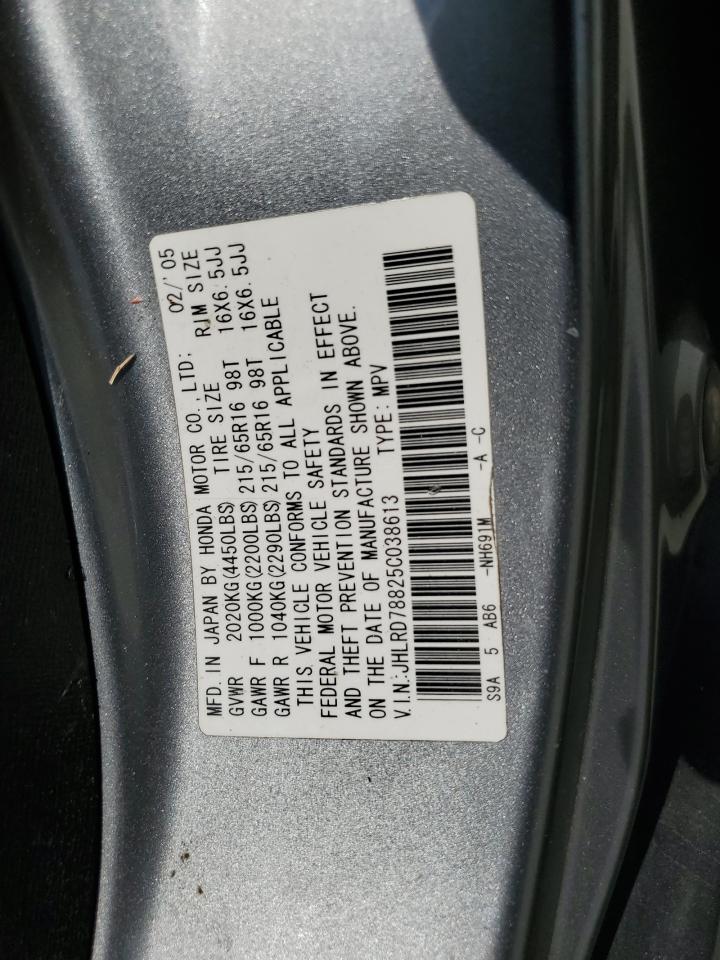 MFD. IN JAPAN BY HONDA MOTOR CO., LTD; 02/'05
GVWR 2020KG(4450LBS) TIRE SIZE RIM SIZE
GAWR F 1000KG(2200LBS) 215/65R16 98T 16X6.5JJ
GAWR R 1040KG(2290LBS) 215/65R16 98T 16X6.5JJ
THIS VEHICLE CONFORMS TO ALL APPLICABLE
FEDERAL MOTOR VEHICLE SAFETY
AND THEFT PREVENTION STANDARDS IN EFFECT
ON THE DATE OF MANUFACTURE SHOWN ABOVE.
V.I.N.:JHLRD78825C038613 TYPE: MPV
S9A 5 AB6 -NH691M -A -C